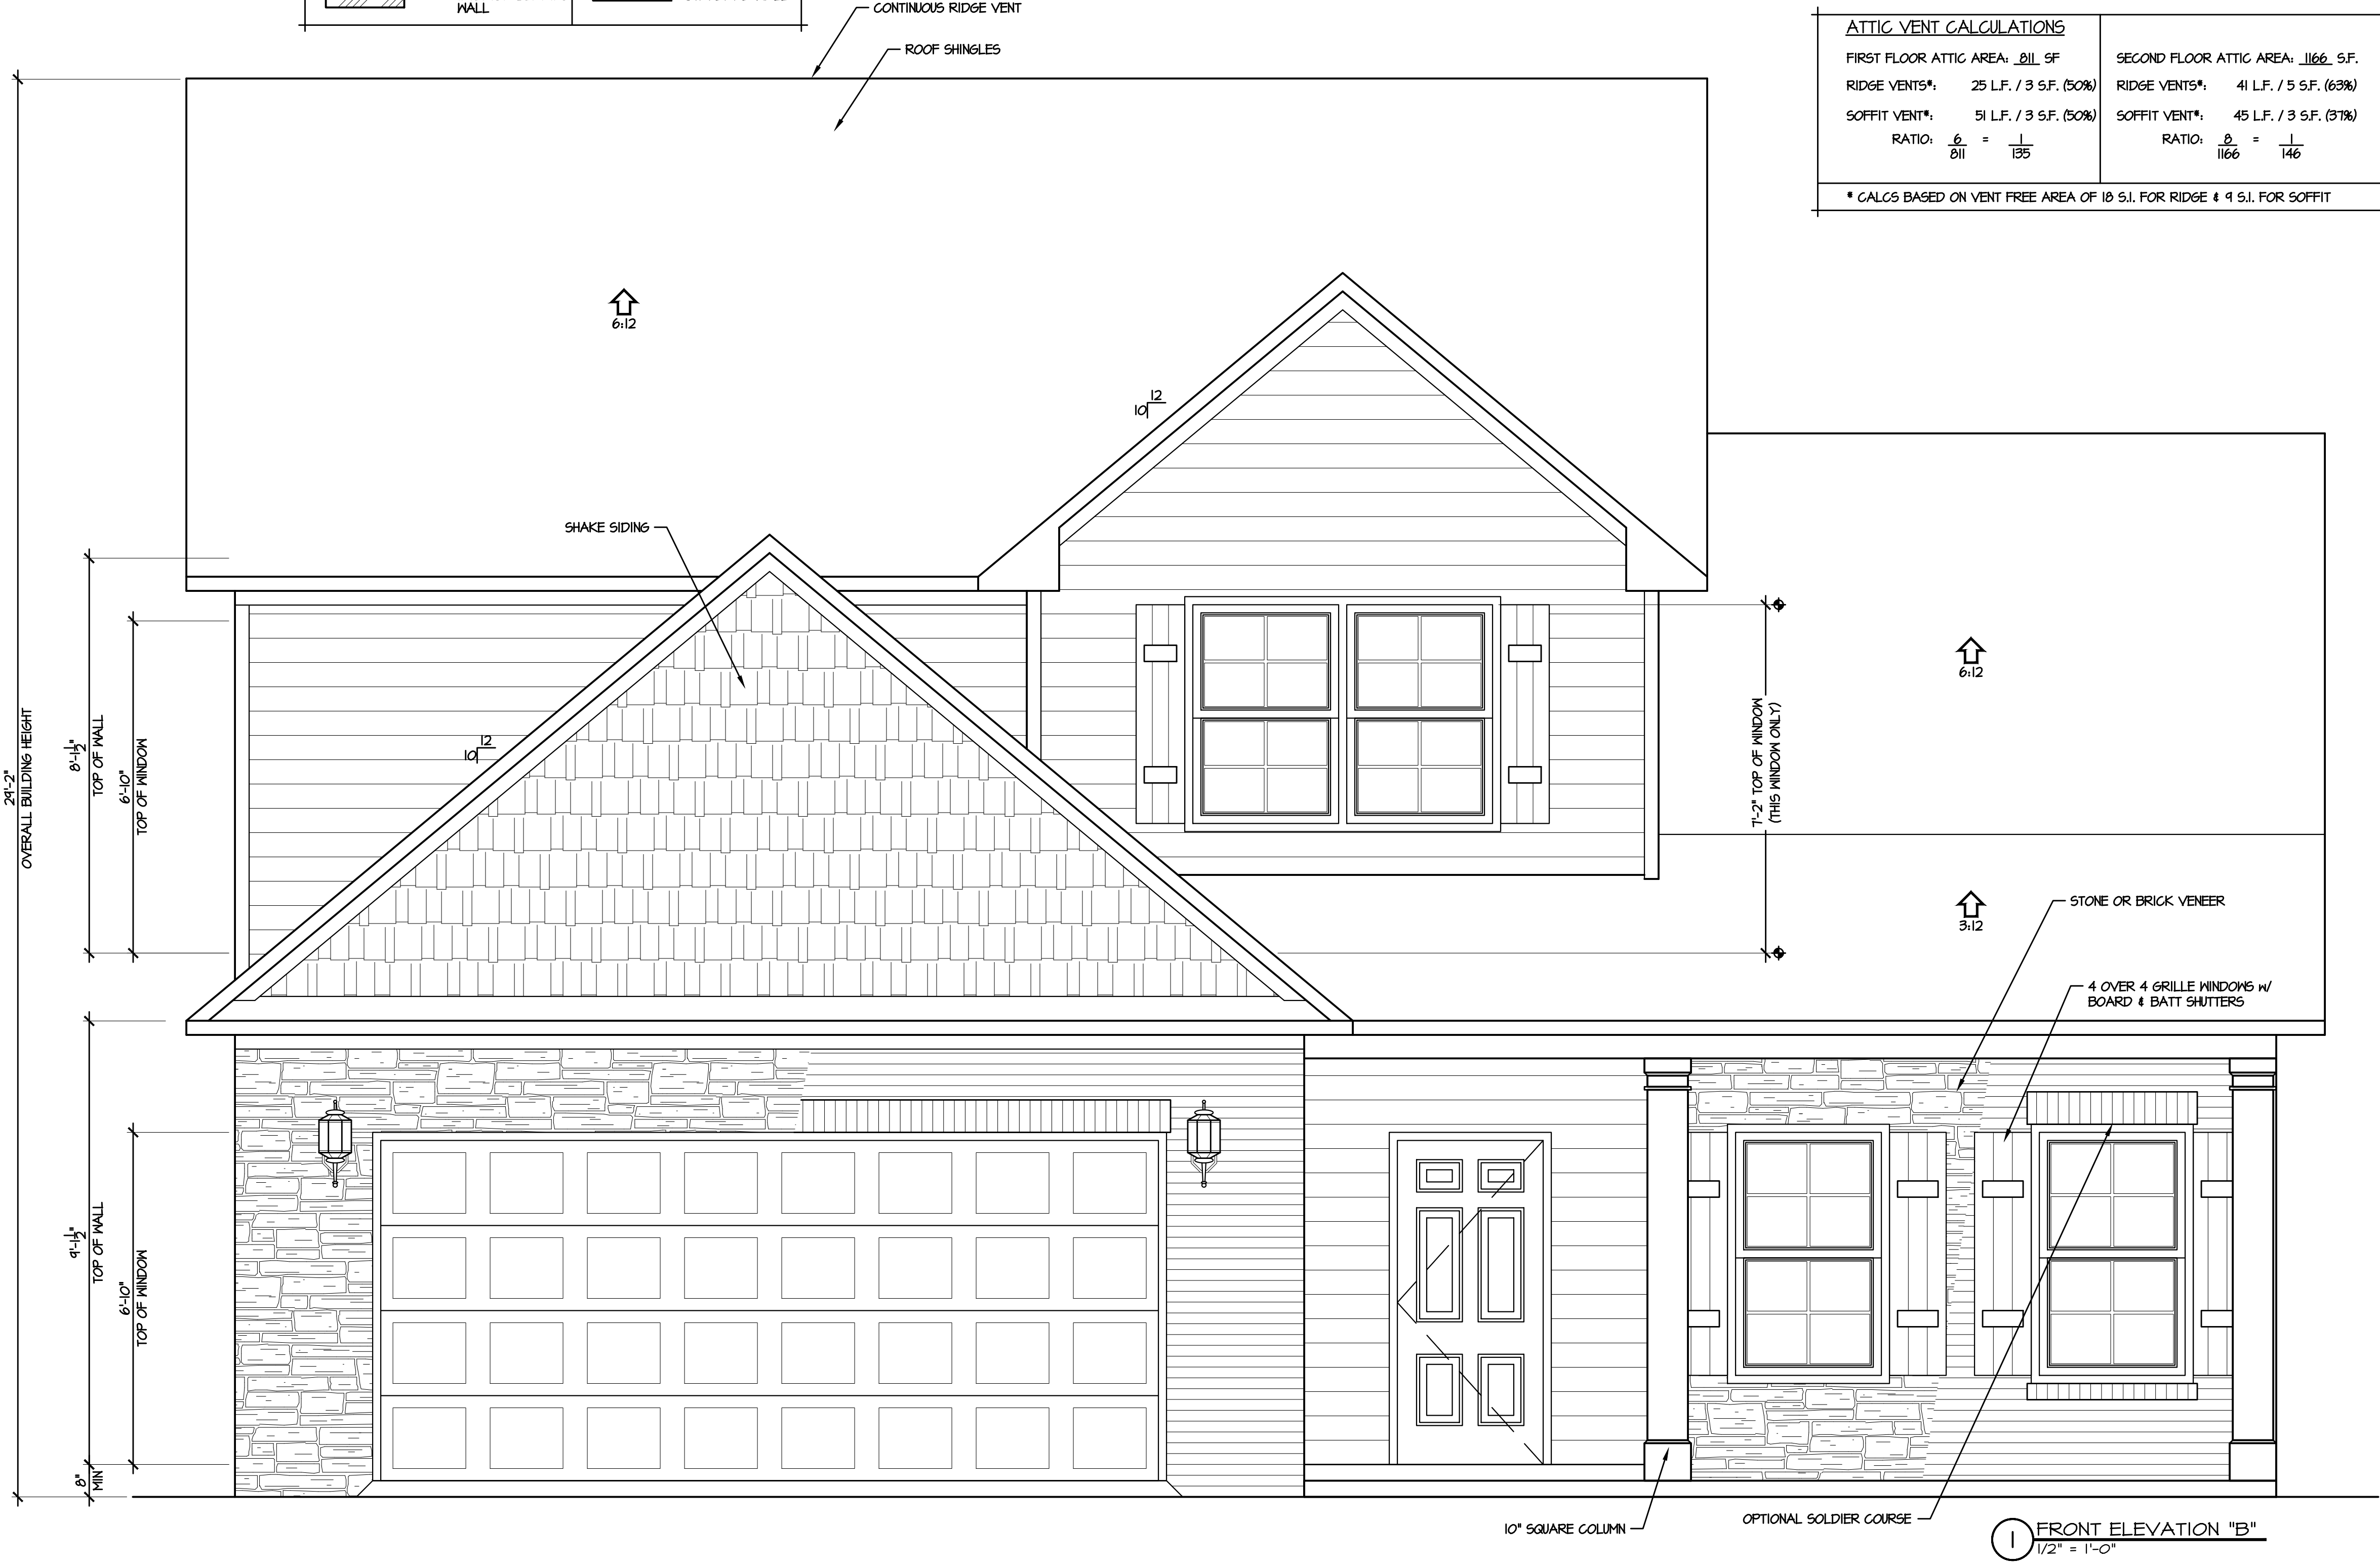 WALL
CONTINUOUS RIDGE VENT
ROOF SHINGLES
ATTIC VENT CALCULATIONS
FIRST FLOOR ATTIC AREA: 811 SF
RIDGE VENTS*: 25 L.F. / 3 S.F. (50%)
SOFFIT VENT*: 51 L.F. / 3 S.F. (50%)
RATIO: 6/811 = 1/135
SECOND FLOOR ATTIC AREA: 1166 S.F.
RIDGE VENTS*: 41 L.F. / 5 S.F. (63%)
SOFFIT VENT*: 45 L.F. / 3 S.F. (37%)
RATIO: 8/1166 = 1/146
* CALCS BASED ON VENT FREE AREA OF 18 S.I. FOR RIDGE & 9 S.I. FOR SOFFIT
6:12
12
10
SHAKE SIDING
12
10
6:12
3:12
29'-2"
OVERALL BUILDING HEIGHT
8'-1 1/2"
TOP OF WALL
6'-10"
TOP OF WINDOW
7'-2" TOP OF WINDOW
(THIS WINDOW ONLY)
STONE OR BRICK VENEER
4 OVER 4 GRILLE WINDOWS w/
BOARD & BATT SHUTTERS
9'-1 1/2"
TOP OF WALL
6'-10"
TOP OF WINDOW
8"
MIN
10" SQUARE COLUMN
OPTIONAL SOLDIER COURSE
1
FRONT ELEVATION "B"
1/2" = 1'-0"